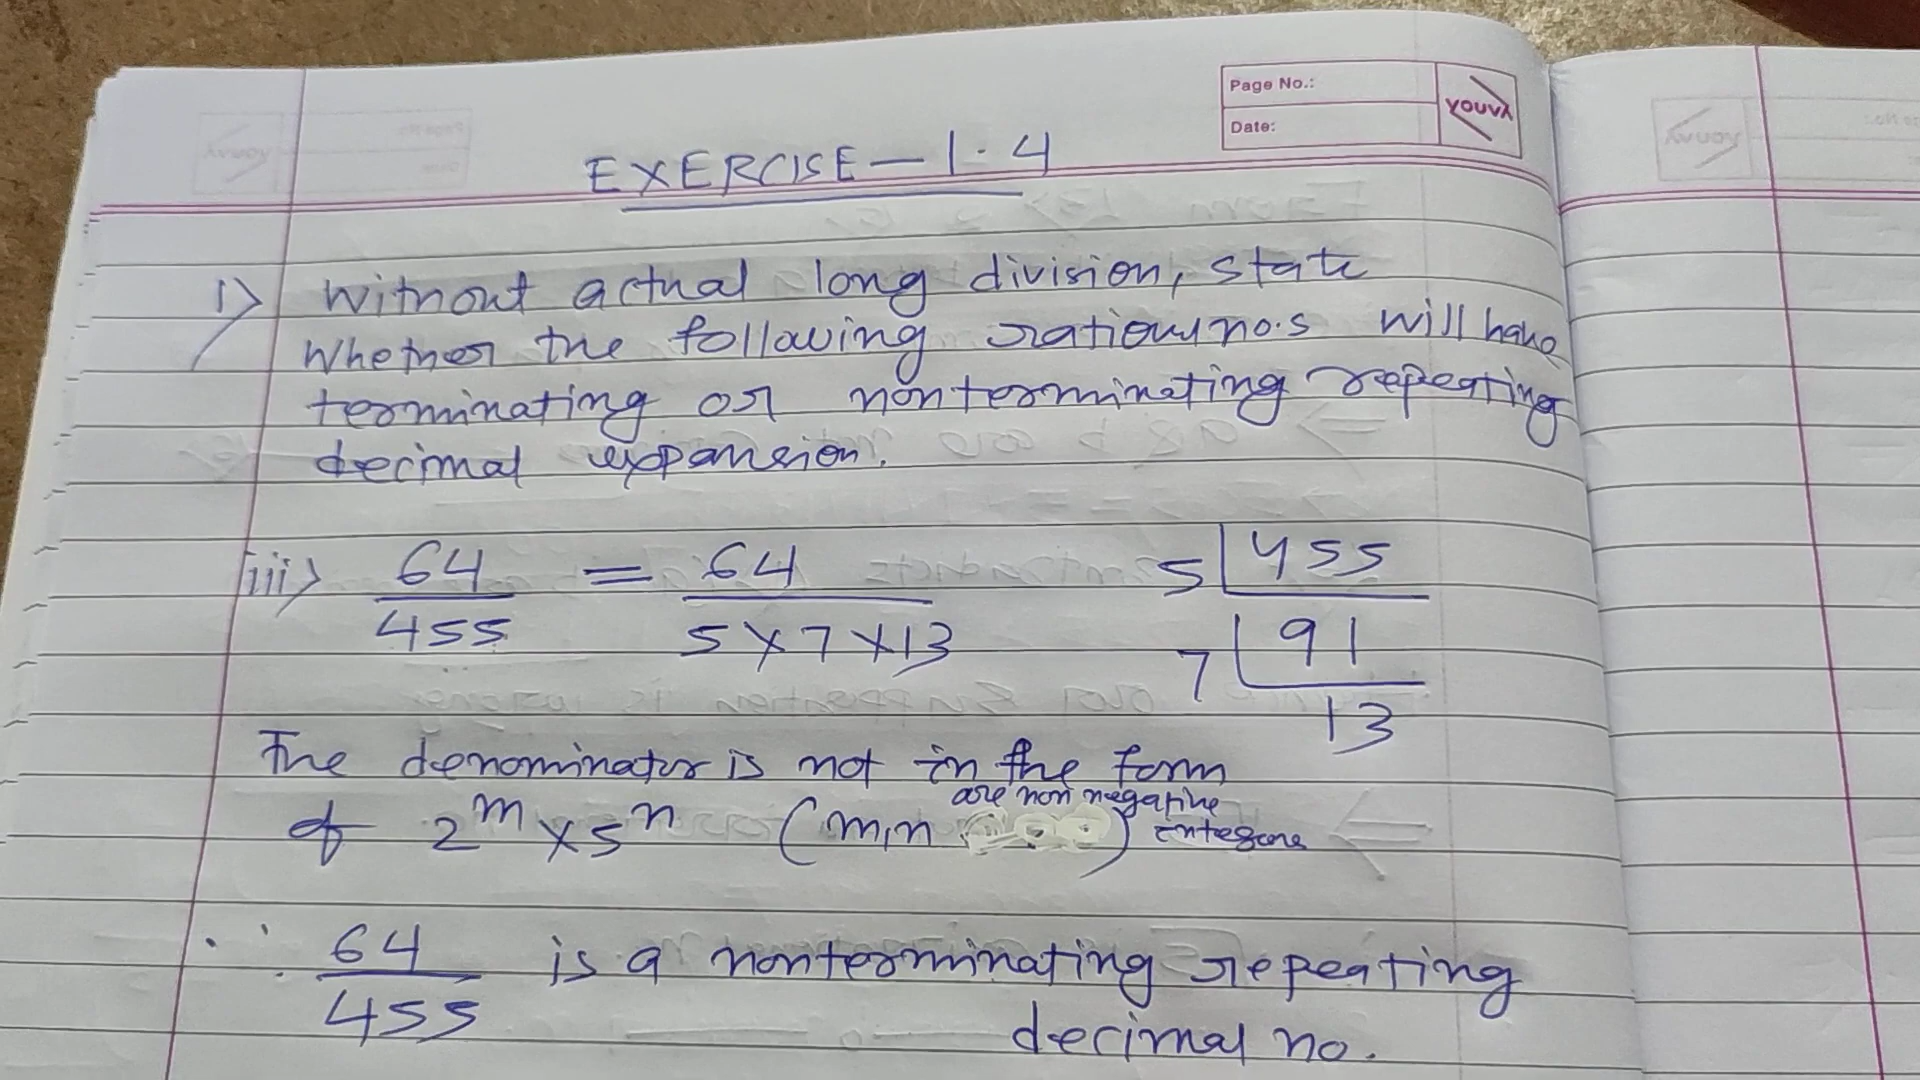 Page No.:
Date:
YOUVA
EXERCISE - 1.4
1) Without actual long division, state
Whether the following rational no.s will have
terminating or nonterminating repeating
decimal expansion.
iii) 64/455 = 64/5×7×13
5 | 455
7 | 91
13
The denominator is not in the form
of 2^m × 5^n (m,n are non negative integers)
∴ 64/455 is a nonterminating repeating
decimal no.